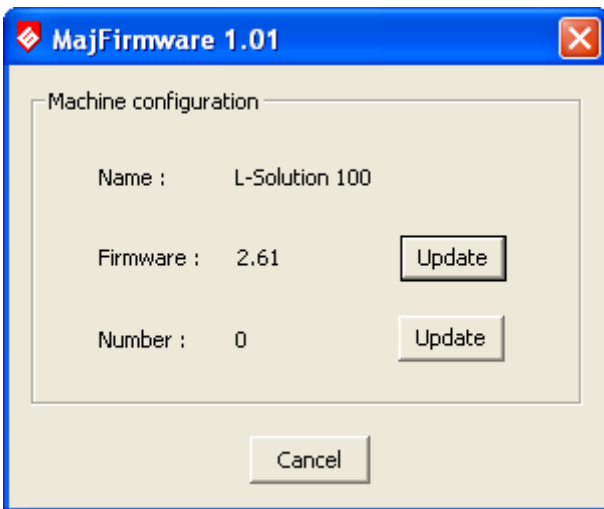 MajFirmware 1.01
Machine configuration
Name : L-Solution 100
Firmware : 2.61 Update
Number : 0 Update
Cancel